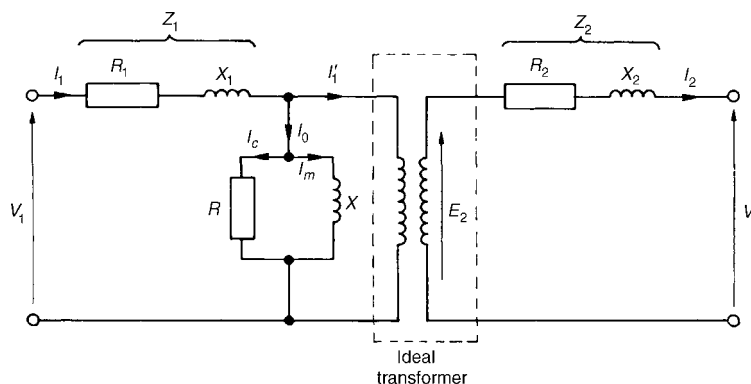 Z1
Z2
I1
R1
X1
I1'
R2
X2
I2
I0
Ic
Im
V1
R
X
E2
V
Ideal
transformer